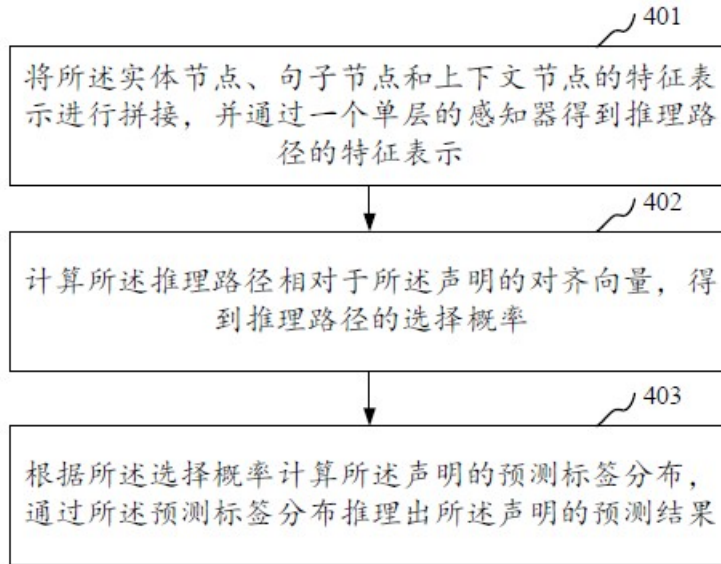 401
将所述实体节点、句子节点和上下文节点的特征表
示进行拼接，并通过一个单层的感知器得到推理路
径的特征表示
402
计算所述推理路径相对于所述声明的对齐向量，得
到推理路径的选择概率
403
根据所述选择概率计算所述声明的预测标签分布，
通过所述预测标签分布推理出所述声明的预测结果